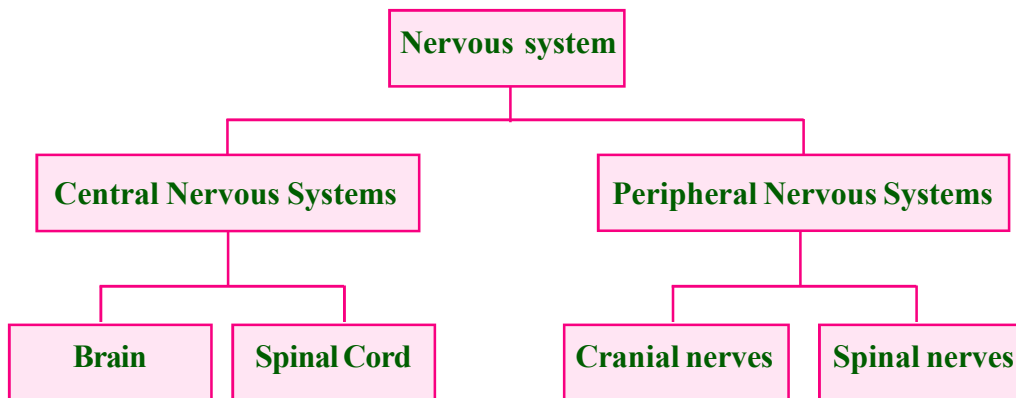 Nervous system
Central Nervous Systems
Peripheral Nervous Systems
Brain
Spinal Cord
Cranial nerves
Spinal nerves